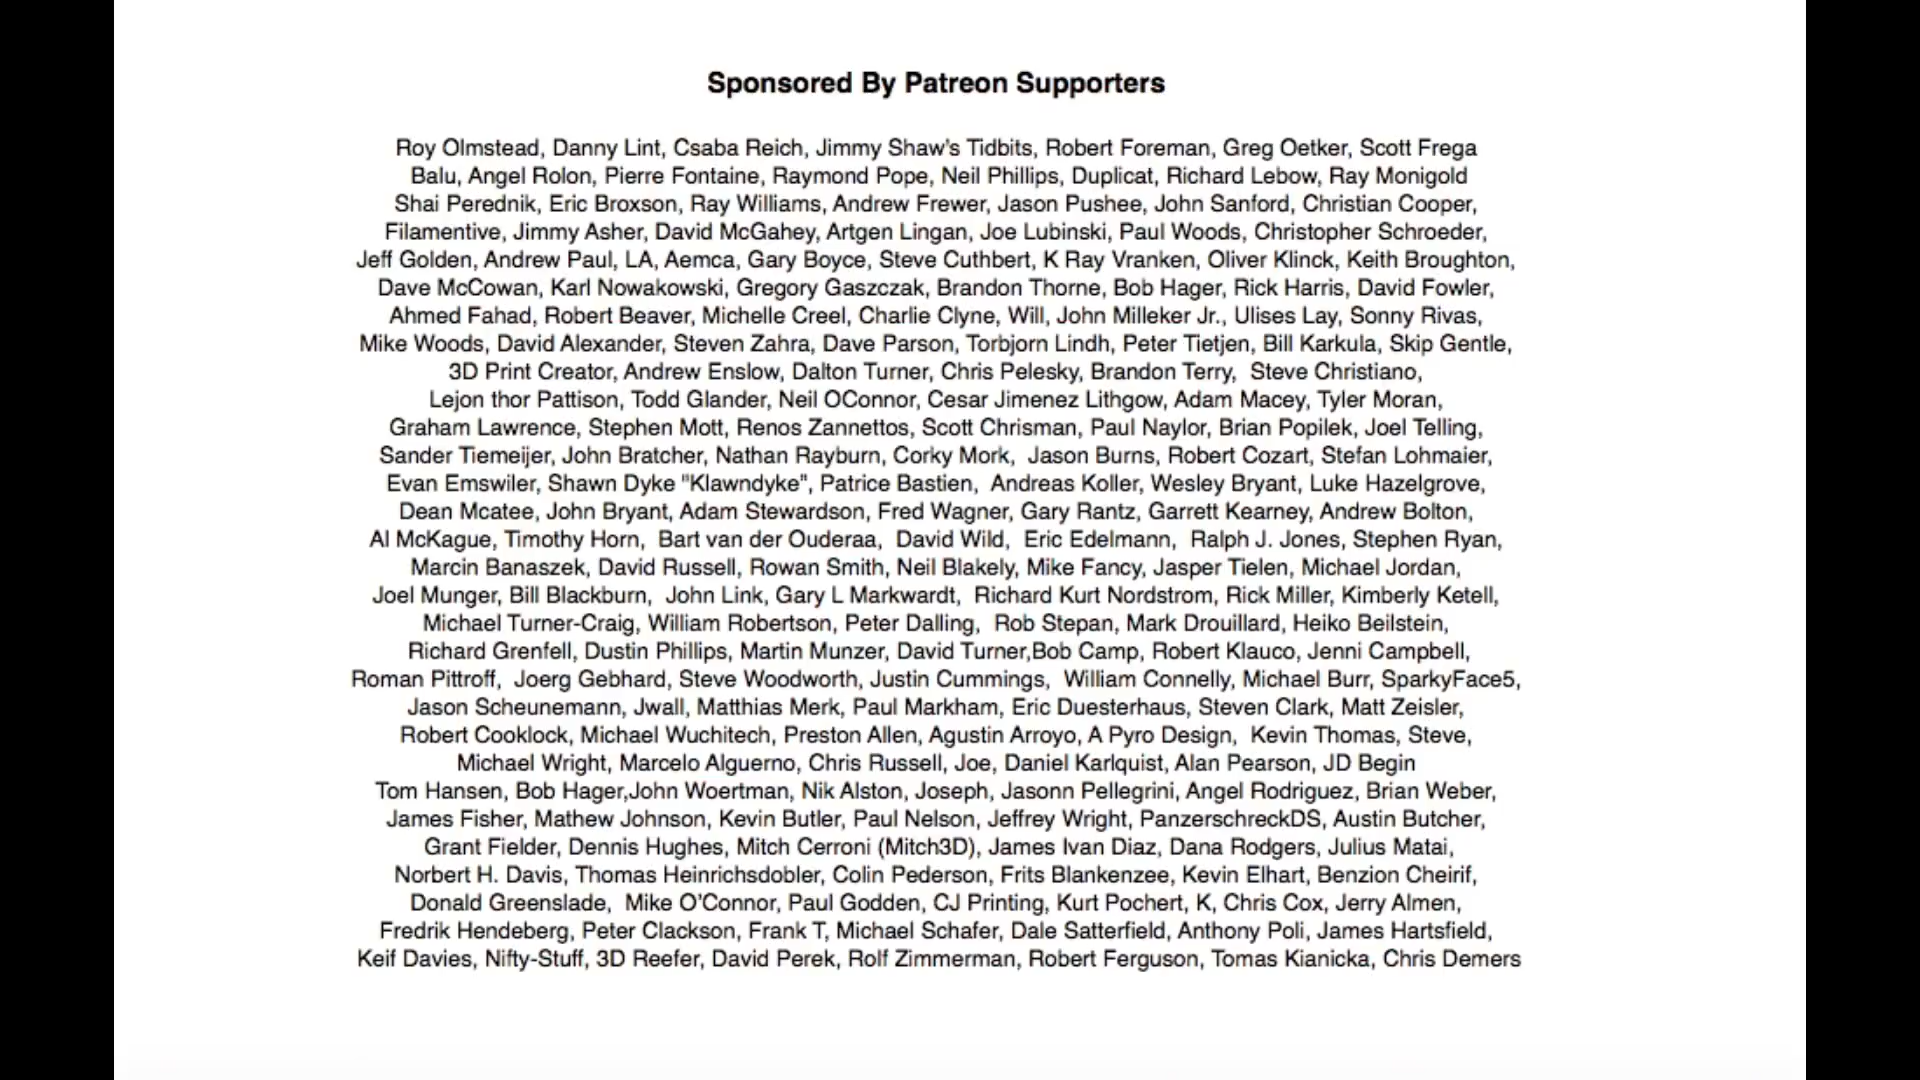 Sponsored By Patreon Supporters
Roy Olmstead, Danny Lint, Csaba Reich, Jimmy Shaw's Tidbits, Robert Foreman, Greg Oetker, Scott Frega
Balu, Angel Rolon, Pierre Fontaine, Raymond Pope, Neil Phillips, Duplicat, Richard Lebow, Ray Monigold
Shai Perednik, Eric Broxson, Ray Williams, Andrew Frewer, Jason Pushee, John Sanford, Christian Cooper,
Filamentive, Jimmy Asher, David McGahey, Artgen Lingan, Joe Lubinski, Paul Woods, Christopher Schroeder,
Jeff Golden, Andrew Paul, LA, Aemca, Gary Boyce, Steve Cuthbert, K Ray Vranken, Oliver Klinck, Keith Broughton,
Dave McCowan, Karl Nowakowski, Gregory Gaszczak, Brandon Thorne, Bob Hager, Rick Harris, David Fowler,
Ahmed Fahad, Robert Beaver, Michelle Creel, Charlie Clyne, Will, John Milleker Jr., Ulises Lay, Sonny Rivas,
Mike Woods, David Alexander, Steven Zahra, Dave Parson, Torbjorn Lindh, Peter Tietjen, Bill Karkula, Skip Gentle,
3D Print Creator, Andrew Enslow, Dalton Turner, Chris Pelesky, Brandon Terry,  Steve Christiano,
Lejon thor Pattison, Todd Glander, Neil OConnor, Cesar Jimenez Lithgow, Adam Macey, Tyler Moran,
Graham Lawrence, Stephen Mott, Renos Zannettos, Scott Chrisman, Paul Naylor, Brian Popilek, Joel Telling,
Sander Tiemeijer, John Bratcher, Nathan Rayburn, Corky Mork,  Jason Burns, Robert Cozart, Stefan Lohmaier,
Evan Emswiler, Shawn Dyke "Klawndyke", Patrice Bastien,  Andreas Koller, Wesley Bryant, Luke Hazelgrove,
Dean Mcatee, John Bryant, Adam Stewardson, Fred Wagner, Gary Rantz, Garrett Kearney, Andrew Bolton,
Al McKague, Timothy Horn,  Bart van der Ouderaa,  David Wild,  Eric Edelmann,  Ralph J. Jones, Stephen Ryan,
Marcin Banaszek, David Russell, Rowan Smith, Neil Blakely, Mike Fancy, Jasper Tielen, Michael Jordan,
Joel Munger, Bill Blackburn,  John Link, Gary L Markwardt,  Richard Kurt Nordstrom, Rick Miller, Kimberly Ketell,
Michael Turner-Craig, William Robertson, Peter Dalling,  Rob Stepan, Mark Drouillard, Heiko Beilstein,
Richard Grenfell, Dustin Phillips, Martin Munzer, David Turner,Bob Camp, Robert Klauco, Jenni Campbell,
Roman Pittroff,  Joerg Gebhard, Steve Woodworth, Justin Cummings,  William Connelly, Michael Burr, SparkyFace5,
Jason Scheunemann, Jwall, Matthias Merk, Paul Markham, Eric Duesterhaus, Steven Clark, Matt Zeisler,
Robert Cooklock, Michael Wuchitech, Preston Allen, Agustin Arroyo, A Pyro Design,  Kevin Thomas, Steve,
Michael Wright, Marcelo Alguerno, Chris Russell, Joe, Daniel Karlquist, Alan Pearson, JD Begin
Tom Hansen, Bob Hager,John Woertman, Nik Alston, Joseph, Jasonn Pellegrini, Angel Rodriguez, Brian Weber,
James Fisher, Mathew Johnson, Kevin Butler, Paul Nelson, Jeffrey Wright, PanzerschreckDS, Austin Butcher,
Grant Fielder, Dennis Hughes, Mitch Cerroni (Mitch3D), James Ivan Diaz, Dana Rodgers, Julius Matai,
Norbert H. Davis, Thomas Heinrichsdobler, Colin Pederson, Frits Blankenzee, Kevin Elhart, Benzion Cheirif,
Donald Greenslade,  Mike O'Connor, Paul Godden, CJ Printing, Kurt Pochert, K, Chris Cox, Jerry Almen,
Fredrik Hendeberg, Peter Clackson, Frank T, Michael Schafer, Dale Satterfield, Anthony Poli, James Hartsfield,
Keif Davies, Nifty-Stuff, 3D Reefer, David Perek, Rolf Zimmerman, Robert Ferguson, Tomas Kianicka, Chris Demers